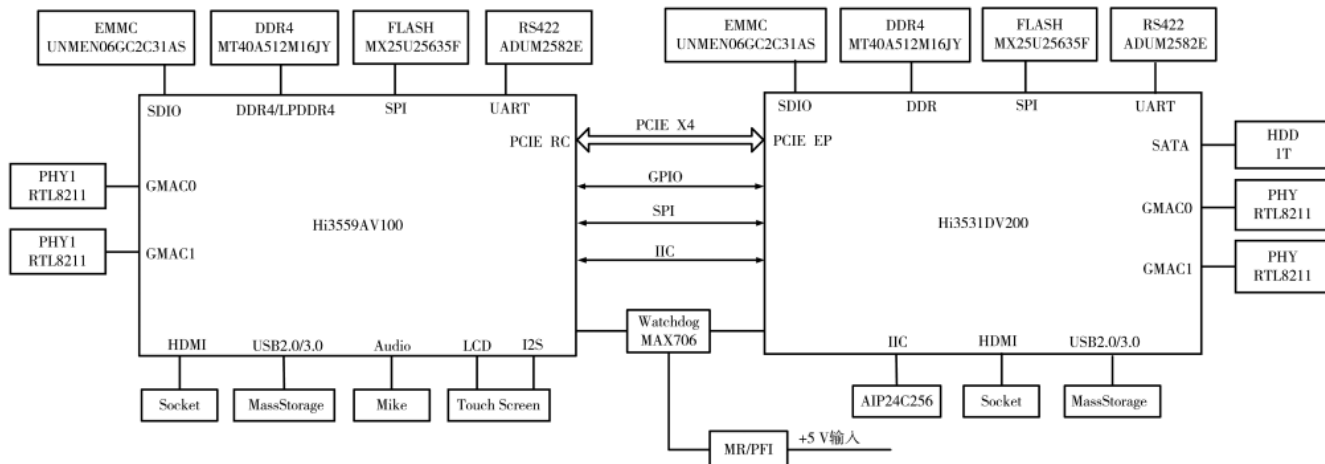 EMMC
UNMEN06GC2C31AS
DDR4
MT40A512M16JY
FLASH
MX25U25635F
RS422
ADUM2582E
EMMC
UNMEN06GC2C31AS
DDR4
MT40A512M16JY
FLASH
MX25U25635F
RS422
ADUM2582E
SDIO
DDR4/LPDDR4
SPI
UART
SDIO
DDR
SPI
UART
PCIE RC
PCIE X4
PCIE EP
SATA
HDD
1T
PHY1
RTL8211
GMAC0
GPIO
GMAC0
PHY
RTL8211
Hi3559AV100
SPI
Hi3531DV200
PHY1
RTL8211
GMAC1
IIC
GMAC1
PHY
RTL8211
Watchdog
MAX706
HDMI
USB2.0/3.0
Audio
LCD
I2S
IIC
HDMI
USB2.0/3.0
Socket
MassStorage
Mike
Touch Screen
AIP24C256
Socket
MassStorage
MR/PFI
+5 V输入